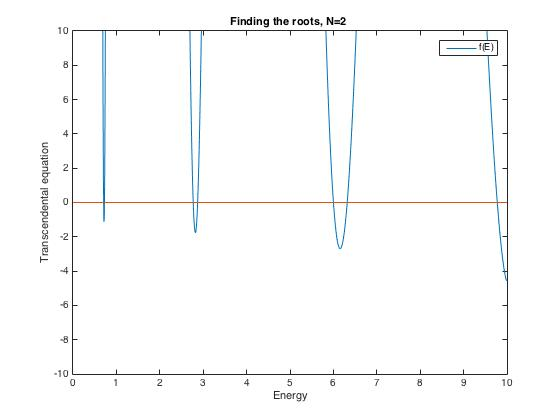 Finding the roots, N=2
f(E)
10
8
6
4
2
0
-2
-4
-6
-8
-10
Transcendental equation
0 1 2 3 4 5 6 7 8 9 10
Energy